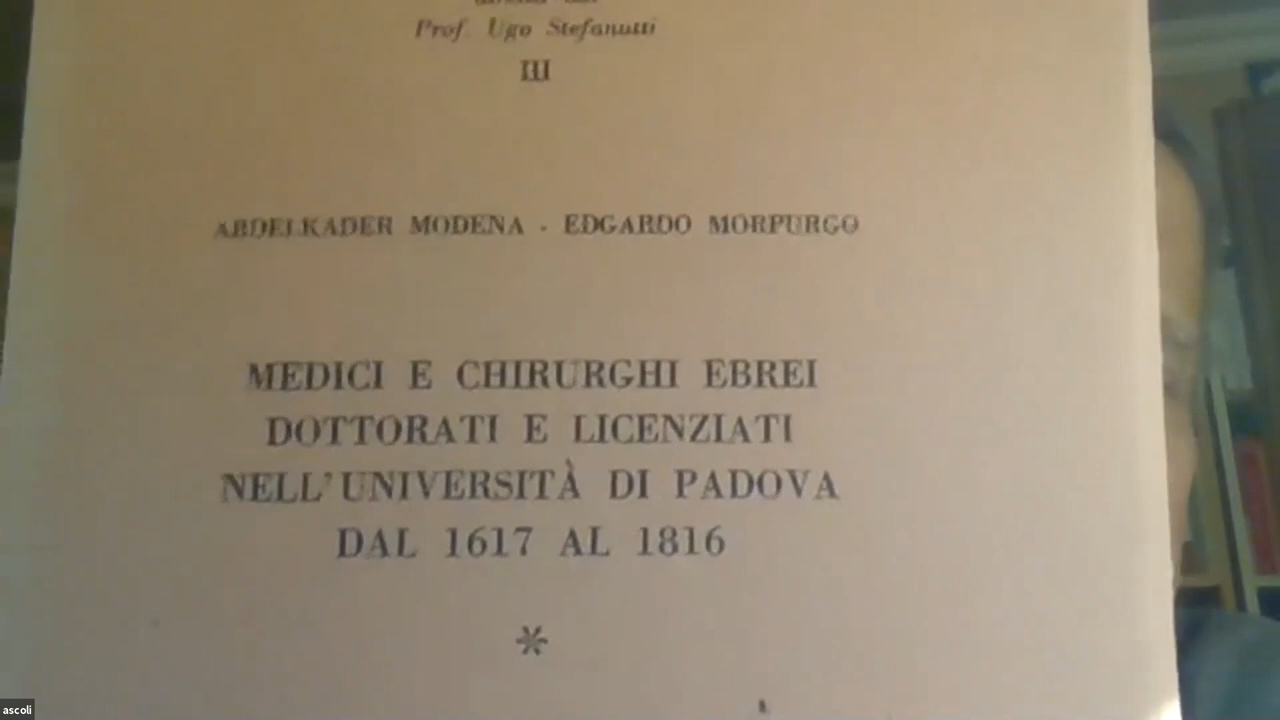 Prof. Ugo Stefanutti
III
ABDELKADER MODENA - EDGARDO MORPURGO
MEDICI E CHIRURGHI EBREI
DOTTORATI E LICENZIATI
NELL'UNIVERSITÀ DI PADOVA
DAL 1617 AL 1816
*
ascoli